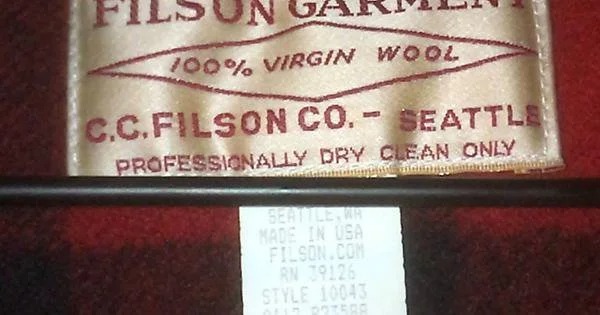 FILSON GARMENT
100% VIRGIN WOOL
C.C.FILSON CO. - SEATTLE
PROFESSIONALLY DRY CLEAN ONLY
SEATTLE, WA
MADE IN USA
FILSON.COM
RN 39126
STYLE 10043